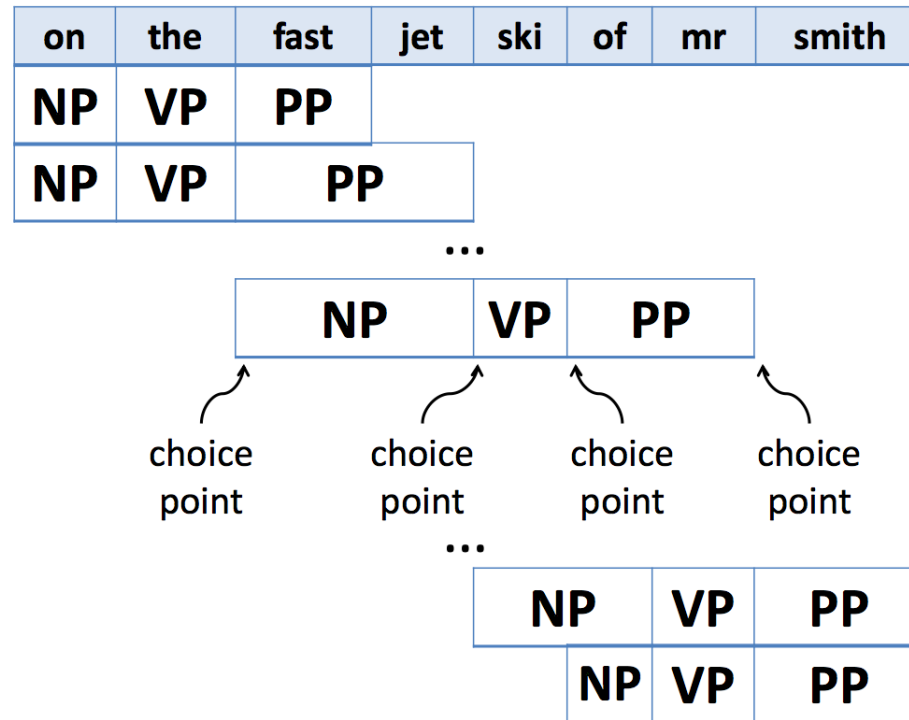 on the fast jet ski of mr smith
NP VP PP
NP VP PP
...
NP VP PP
choice choice choice choice
point point point point
...
NP VP PP
NP VP PP